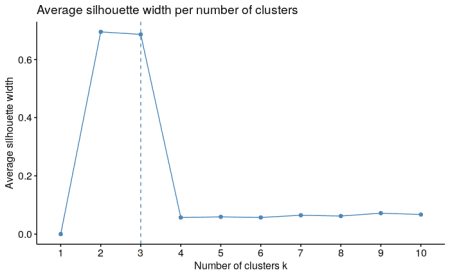 Average silhouette width per number of clusters
Average silhouette width
0.6
0.4
0.2
0.0
1 2 3 4 5 6 7 8 9 10
Number of clusters k